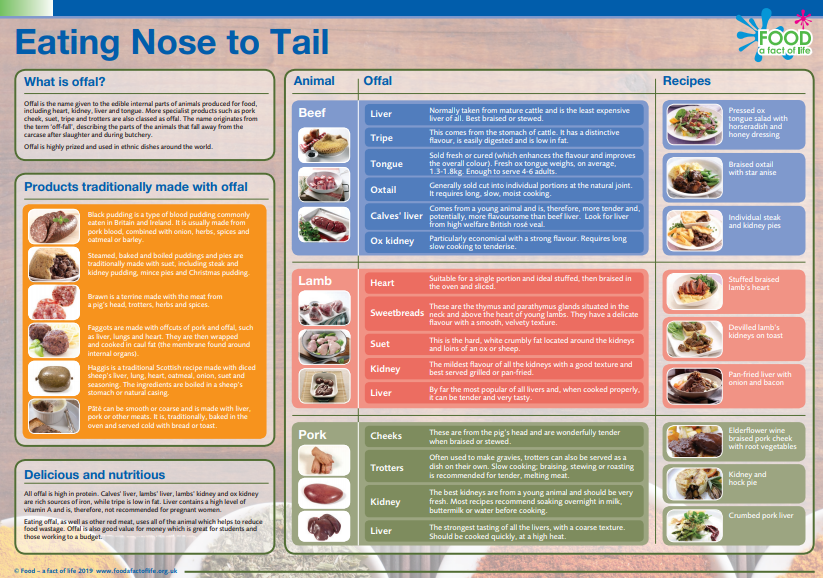 Eating Nose to Tail
FOOD
a fact of life
What is offal?
Offal is the name given to the edible internal parts of animals produced for food,
including heart, kidney, liver and tongue. More specialist products such as pork
cheek, suet, tripe and trotters are also classed as offal. The name originates from
the term 'off-fall', describing the parts of the animals that fall away from the
carcase after slaughter and during butchery.
Offal is highly prized and used in ethnic dishes around the world.
Products traditionally made with offal
Black pudding is a type of blood pudding commonly
eaten in Britain and Ireland. It is usually made from
pork blood, combined with onion, herbs, spices and
oatmeal or barley.
Steamed, baked and boiled puddings and pies are
traditionally made with suet, including steak and
kidney pudding, mince pies and Christmas pudding.
Brawn is a terrine made with the meat from
a pig's head, trotters, herbs and spices.
Faggots are made with offcuts of pork and offal, such
as liver, lungs and heart. They are then wrapped
and cooked in caul fat (the membrane found around
internal organs).
Haggis is a traditional Scottish recipe made with diced
sheep's liver, lung, heart, oatmeal, onion, suet and
seasoning. The ingredients are boiled in a sheep's
stomach or natural casing.
Pâté can be smooth or coarse and is made with liver,
pork or other meats. It is, traditionally, baked in the
oven and served cold with bread or toast.
Delicious and nutritious
All offal is high in protein. Calves' liver, lambs' liver, lambs' kidney and ox kidney
are rich sources of iron, while tripe is low in fat. Liver contains a high level of
vitamin A and is, therefore, not recommended for pregnant women.
Eating offal, as well as other red meat, uses all of the animal which helps to reduce
food wastage. Offal is also good value for money which is great for students and
those working to a budget.
Animal
Offal
Recipes
Beef
Liver
Normally taken from mature cattle and is the least expensive
liver of all. Best braised or stewed.
Tripe
This comes from the stomach of cattle. It has a distinctive
flavour, is easily digested and is low in fat.
Tongue
Sold fresh or cured (which enhances the flavour and improves
the overall colour). Fresh ox tongue weighs, on average,
1.3-1.8kg. Enough to serve 4-6 adults.
Oxtail
Generally sold cut into individual portions at the natural joint.
It requires long, slow, moist cooking.
Calves' liver
Comes from a young animal and is, therefore, more tender and,
potentially, more flavoursome than beef liver. Look for liver
from high welfare British rosé veal.
Ox kidney
Particularly economical with a strong flavour. Requires long
slow cooking to tenderise.
Pressed ox
tongue salad with
horseradish and
honey dressing
Braised oxtail
with star anise
Individual steak
and kidney pies
Lamb
Heart
Suitable for a single portion and ideal stuffed, then braised in
the oven and sliced.
Sweetbreads
These are the thymus and parathymus glands situated in the
neck and above the heart of young lambs. They have a delicate
flavour with a smooth, velvety texture.
Suet
This is the hard, white crumbly fat located around the kidneys
and loins of an ox or sheep.
Kidney
The mildest flavour of all the kidneys with a good texture and
best served grilled or pan-fried.
Liver
By far the most popular of all livers and, when cooked properly,
it can be tender and very tasty.
Stuffed braised
lamb's heart
Devilled lamb's
kidneys on toast
Pan-fried liver with
onion and bacon
Pork
Cheeks
These are from the pig's head and are wonderfully tender
when braised or stewed.
Trotters
Often used to make gravies, trotters can also be served as a
dish on their own. Slow cooking; braising, stewing or roasting
is recommended for tender, melting meat.
Kidney
The best kidneys are from a young animal and should be very
fresh. Most recipes recommend soaking overnight in milk,
buttermilk or water before cooking.
Liver
The strongest tasting of all the livers, with a coarse texture.
Should be cooked quickly, at a high heat.
Elderflower wine
braised pork cheek
with root vegetables
Kidney and
hock pie
Crumbed pork liver
© Food – a fact of life 2019 www.foodafactoflife.org.uk